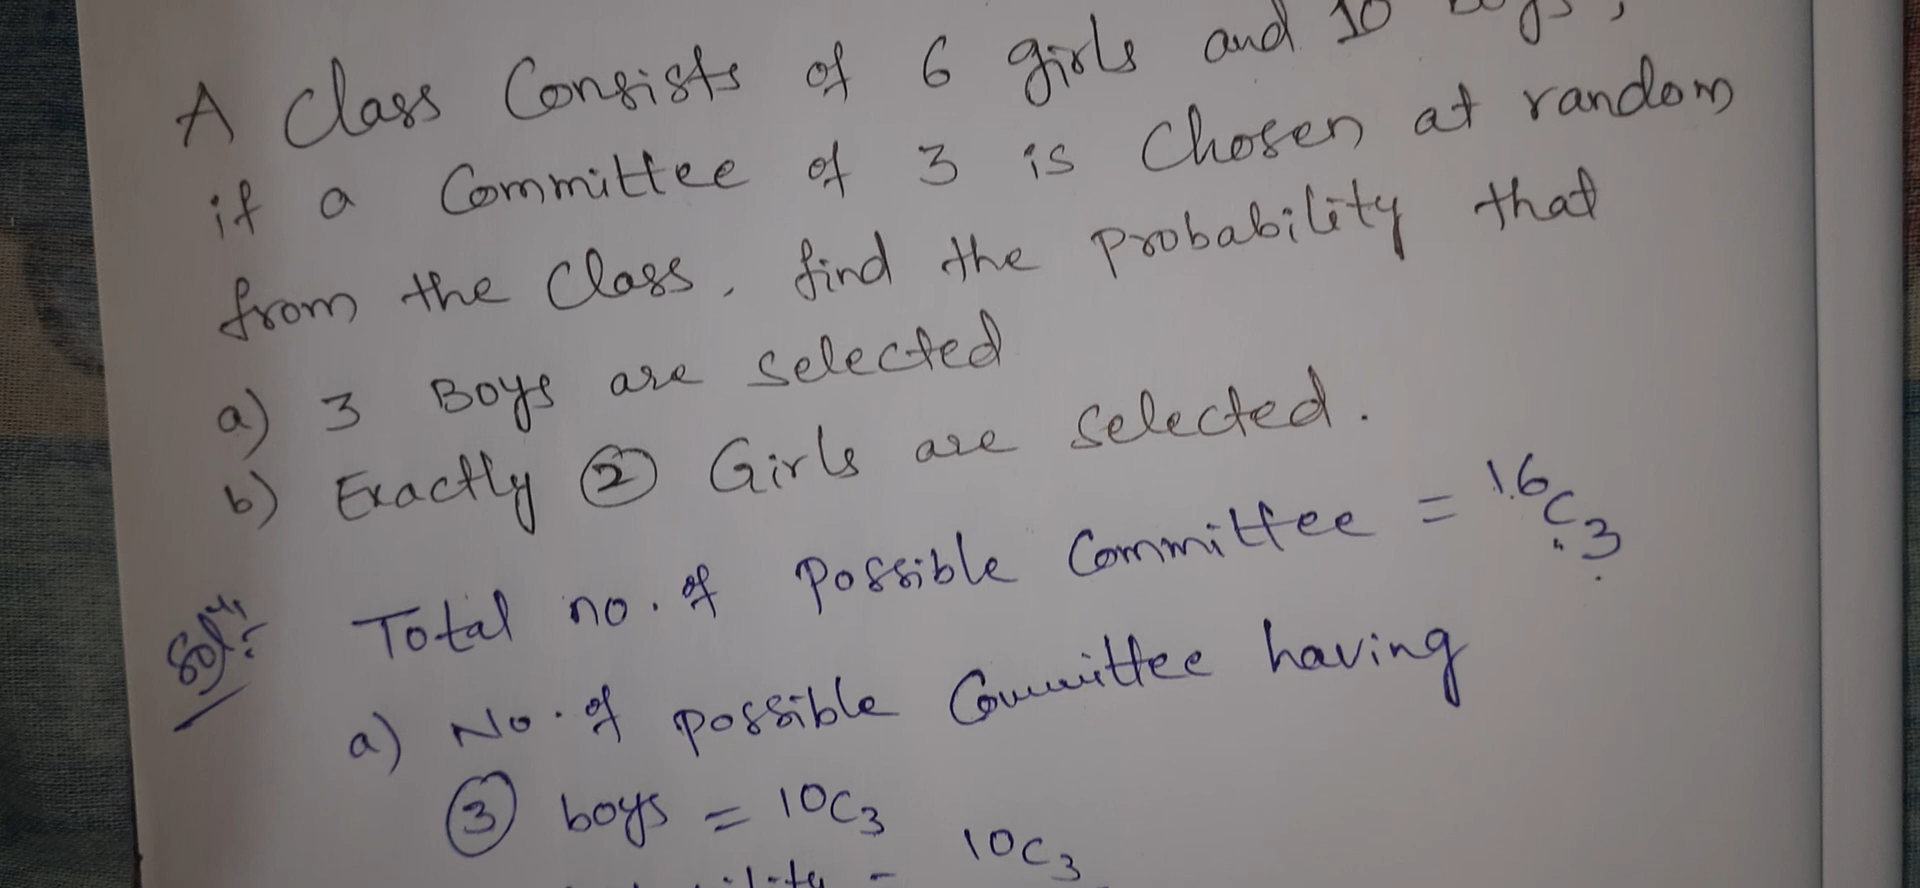 A Class Consists of 6 girls and 10 Boys,
if a Committee of 3 is Chosen at random
from the Class, find the Probability that
a) 3 Boys are selected
b) Exactly ② Girls are selected.
Soln: Total no. of Possible Committee = ¹⁶C₃
a) No. of possible Committee having
③ boys = 10C₃
10C₃